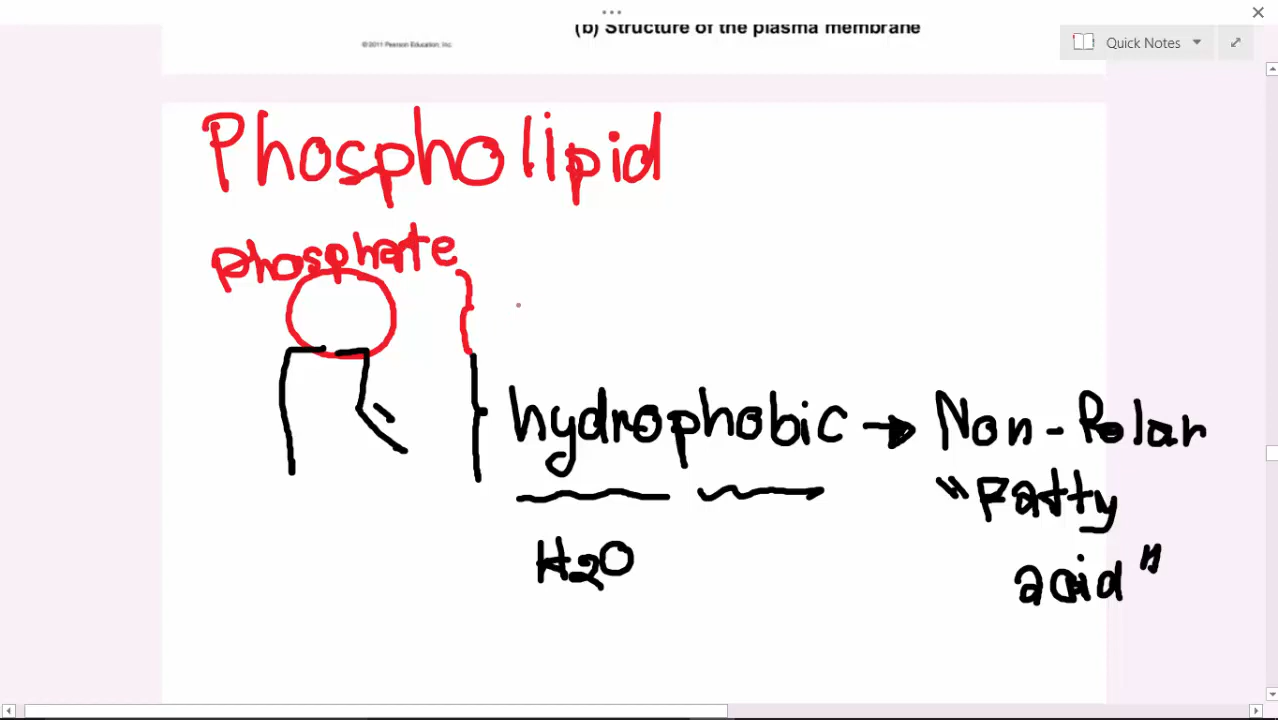 (b) Structure of the plasma membrane
©2011 Pearson Education, Inc.
Quick Notes
Phospholipid
Phosphate
hydrophobic → Non-Polar
"Fatty
acid"
H2O